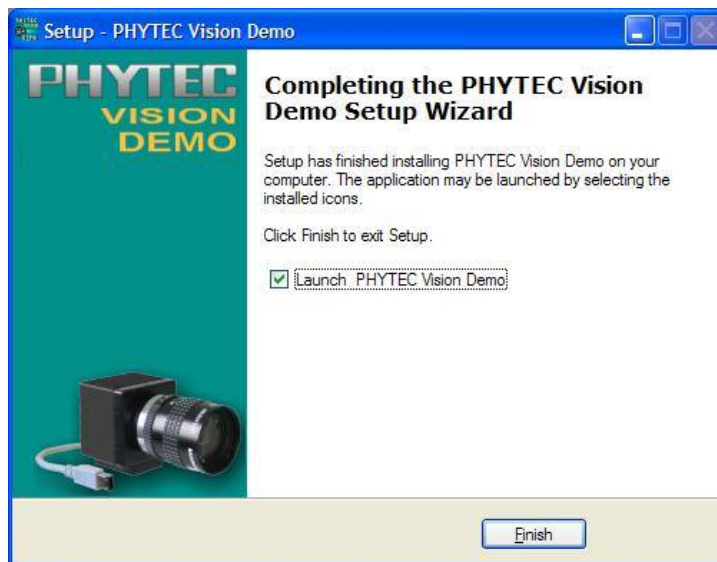 Setup - PHYTEC Vision Demo
PHYTEC
VISION
DEMO
Completing the PHYTEC Vision
Demo Setup Wizard
Setup has finished installing PHYTEC Vision Demo on your
computer. The application may be launched by selecting the
installed icons.
Click Finish to exit Setup.
Launch PHYTEC Vision Demo
Finish